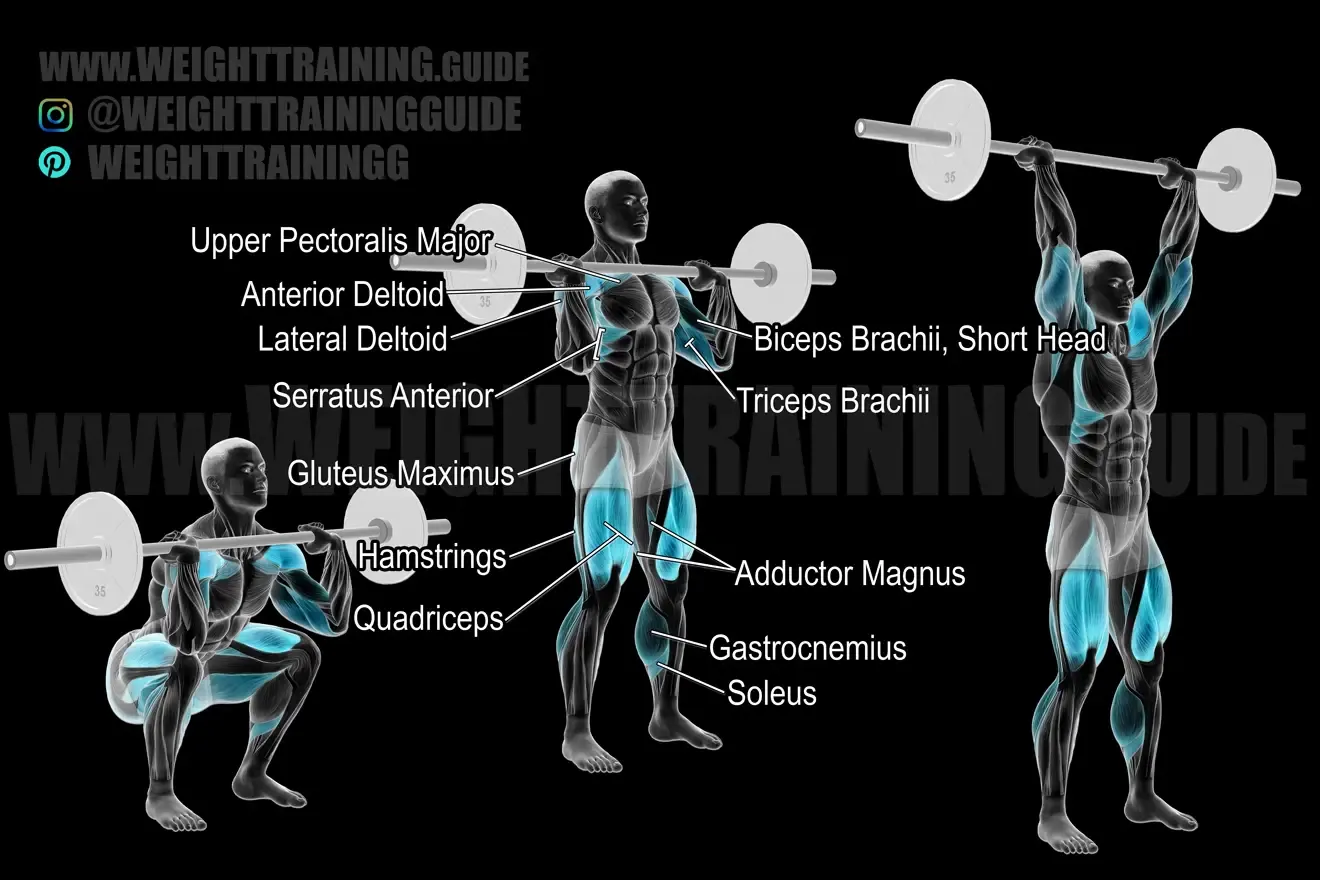 WWW.WEIGHTTRAINING.GUIDE
@WEIGHTTRAININGGUIDE
WEIGHTTRAININGG
35
Upper Pectoralis Major
Anterior Deltoid
35
Lateral Deltoid
Biceps Brachii, Short Head
Serratus Anterior
Triceps Brachii
WWW.WEIGHTTRAINING.GUIDE
Gluteus Maximus
Hamstrings
Adductor Magnus
35
Quadriceps
Gastrocnemius
Soleus